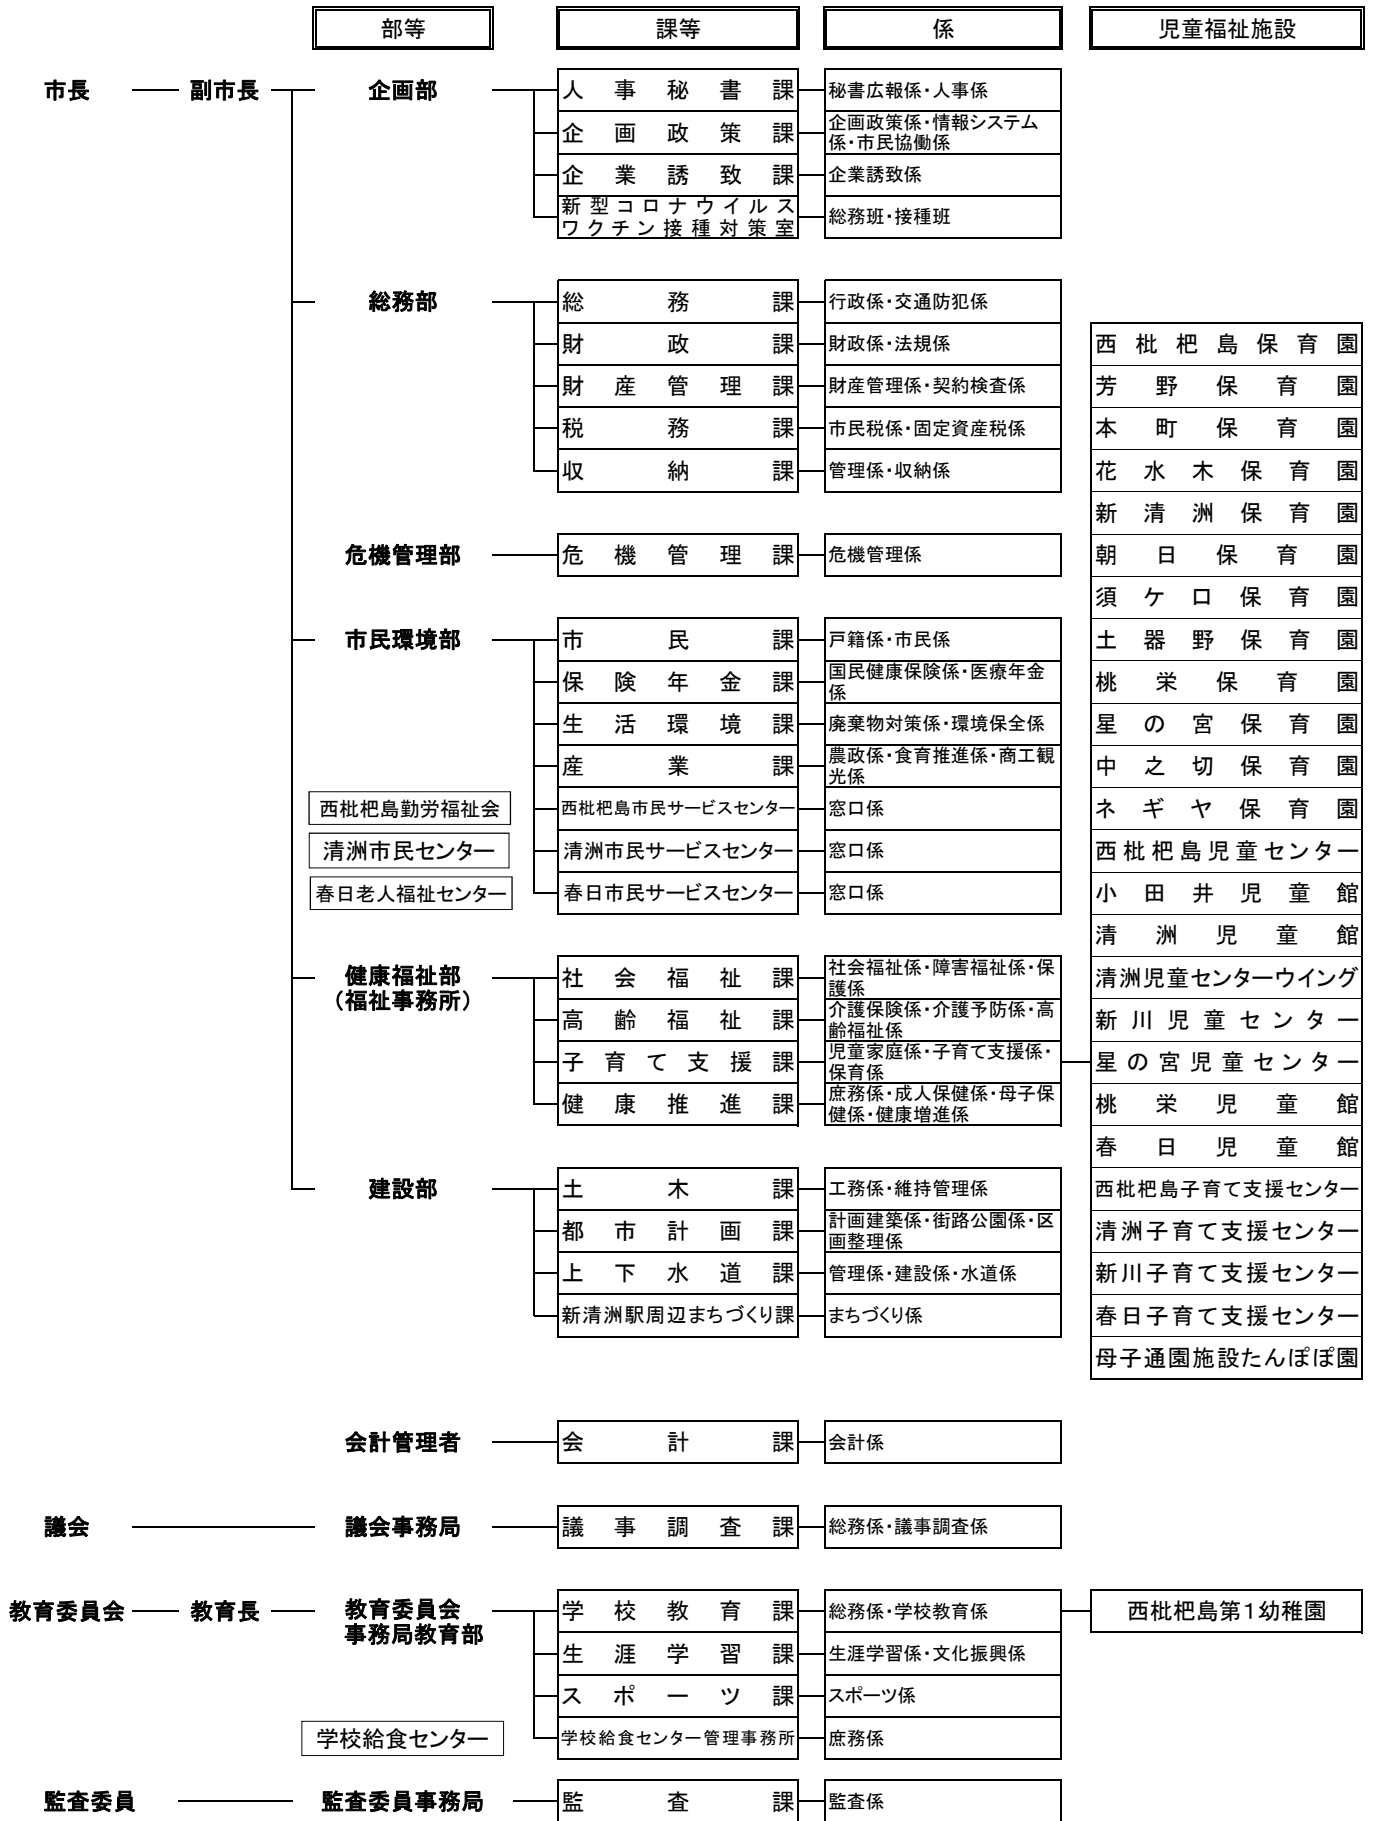 部等 課等 係 児童福祉施設
市長 副市長 企画部 人事秘書課 秘書広報係・人事係
企画政策課 企画政策係・情報システム
係・市民協働係
企業誘致課 企業誘致係
新型コロナウイルス
ワクチン接種対策室 総務班・接種班
総務部 総務課 行政係・交通防犯係
財政課 財政係・法規係
財産管理課 財産管理係・契約検査係
税務課 市民税係・固定資産税係
収納課 管理係・収納係
危機管理部 危機管理課 危機管理係
市民環境部 市民課 戸籍係・市民係
保険年金課 国民健康保険係・医療年金
係
生活環境課 廃棄物対策係・環境保全係
産業課 農政係・食育推進係・商工観
光係
西枇杷島勤労福祉会 西枇杷島市民サービスセンター 窓口係
清洲市民センター 清洲市民サービスセンター 窓口係
春日老人福祉センター 春日市民サービスセンター 窓口係
健康福祉部
（福祉事務所）
社会福祉課 社会福祉係・障害福祉係・保
護係
高齢福祉課 介護保険係・介護予防係・高
齢福祉係
子育て支援課 児童家庭係・子育て支援係・
保育係
健康推進課 庶務係・成人保健係・母子保
健係・健康増進係
建設部 土木課 工務係・維持管理係
都市計画課 計画建築係・街路公園係・区
画整理係
上下水道課 管理係・建設係・水道係
新清洲駅周辺まちづくり課 まちづくり係
西枇杷島保育園
芳野保育園
本町保育園
花水木保育園
新清洲保育園
朝日保育園
須ケ口保育園
土器野保育園
桃栄保育園
星の宮保育園
中之切保育園
ネギヤ保育園
西枇杷島児童センター
小田井児童館
清洲児童館
清洲児童センターウイング
新川児童センター
星の宮児童センター
桃栄児童館
春日児童館
西枇杷島子育て支援センター
清洲子育て支援センター
新川子育て支援センター
春日子育て支援センター
母子通園施設たんぽぽ園
会計管理者 会計課 会計係
議会 議会事務局 議事調査課 総務係・議事調査係
教育委員会 教育長 教育委員会
事務局教育部
学校教育課 総務係・学校教育係 西枇杷島第1幼稚園
生涯学習課 生涯学習係・文化振興係
スポーツ課 スポーツ係
学校給食センター 学校給食センター管理事務所 庶務係
監査委員 監査委員事務局 監査課 監査係